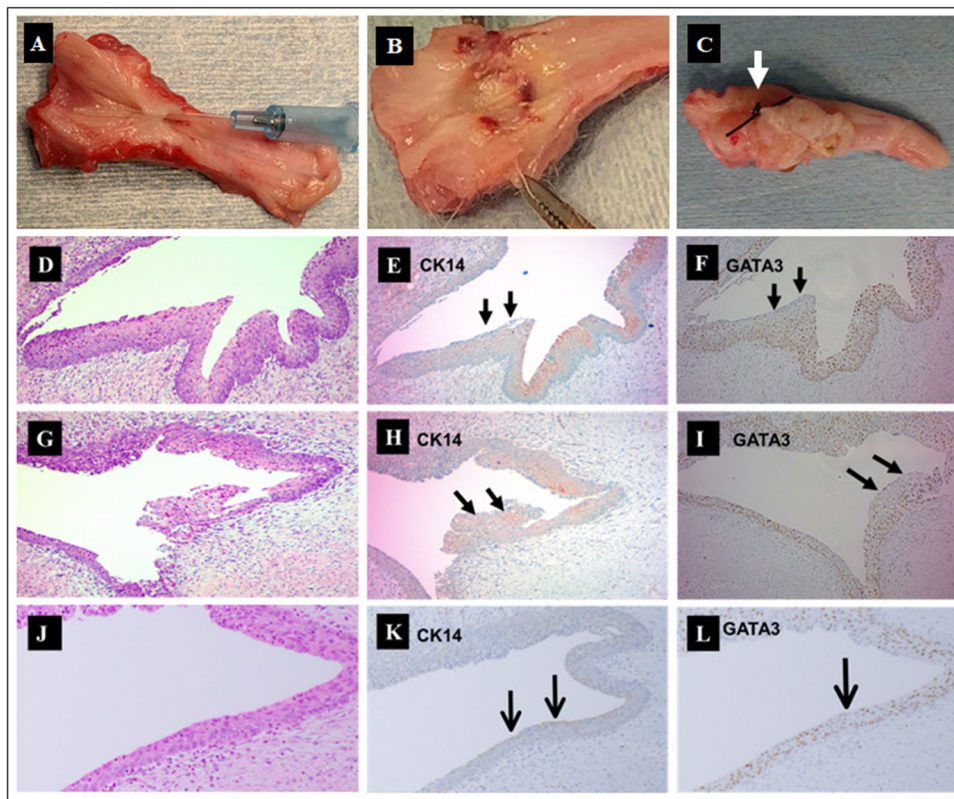 A
B
C
D
E CK14
F GATA3
G
H CK14
I GATA3
J
K CK14
L GATA3